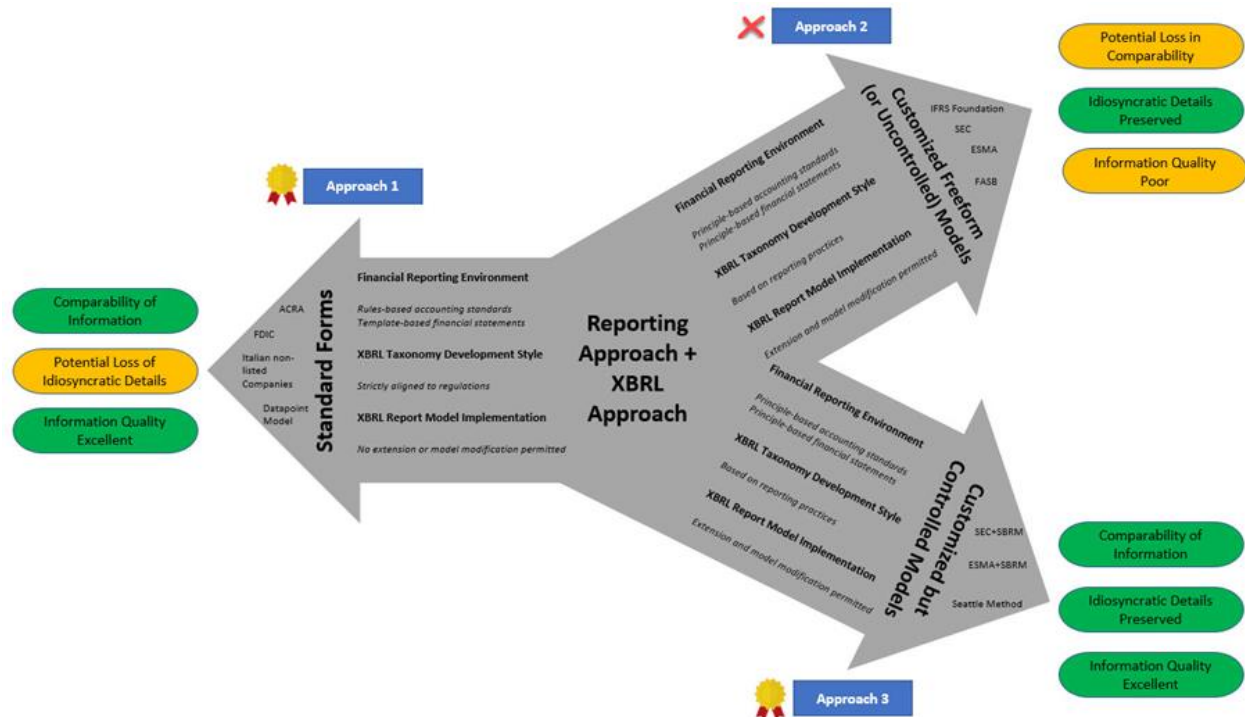 Approach 1
Comparability of
Information
Potential Loss of
Idiosyncratic Details
Information Quality
Excellent
ACRA
FDIC
Italian non-
listed
Companies
Datapoint
Model
Standard Forms
Financial Reporting Environment
Rules-based accounting standards
Template-based financial statements
XBRL Taxonomy Development Style
Strictly aligned to regulations
XBRL Report Model Implementation
No extension or model modification permitted
Reporting
Approach +
XBRL
Approach
Approach 2
Financial Reporting Environment
Principle-based accounting standards
Principle-based financial statements
XBRL Taxonomy Development Style
Based on reporting practices
XBRL Report Model Implementation
Extension and model modification permitted
Customized Freeform
(or Uncontrolled) Models
IFRS Foundation
SEC
ESMA
FASB
Potential Loss in
Comparability
Idiosyncratic Details
Preserved
Information Quality
Poor
Financial Reporting Environment
Principle-based accounting standards
Principle-based financial statements
XBRL Taxonomy Development Style
Based on reporting practices
XBRL Report Model Implementation
Extension and model modification permitted
Customized but
Controlled Models
SEC+SBRM
ESMA+SBRM
Seattle Method
Comparability of
Information
Idiosyncratic Details
Preserved
Information Quality
Excellent
Approach 3